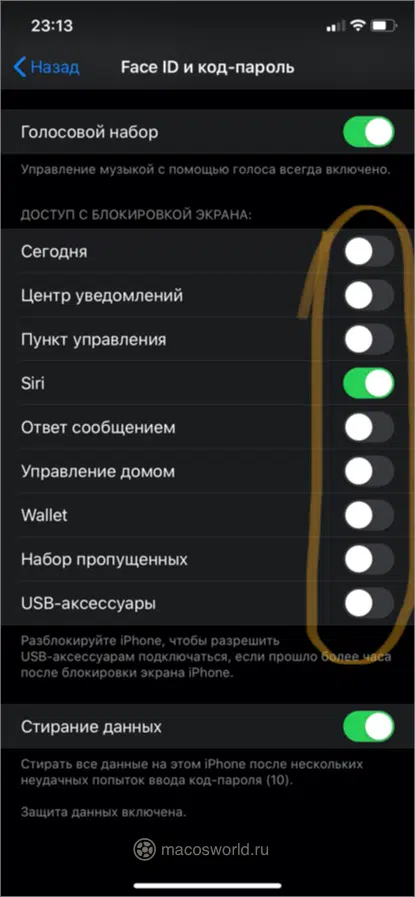 23:13
Назад
Face ID и код-пароль
Голосовой набор
Управление музыкой с помощью голоса всегда включено.
ДОСТУП С БЛОКИРОВКОЙ ЭКРАНА:
Сегодня
Центр уведомлений
Пункт управления
Siri
Ответ сообщением
Управление домом
Wallet
Набор пропущенных
USB-аксессуары
Разблокируйте iPhone, чтобы разрешить
USB-аксессуарам подключаться, если прошло более часа
после блокировки экрана iPhone.
Стирание данных
Стирать все данные на этом iPhone после нескольких
неудачных попыток ввода код-пароля (10).
Защита данных включена.
macosworld.ru